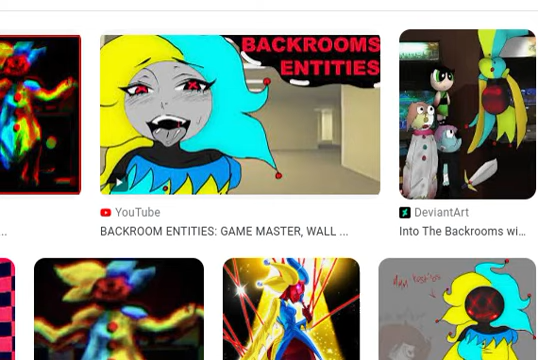 BACKROOMS
ENTITIES
...
YouTube
DeviantArt
BACKROOM ENTITIES: GAME MASTER, WALL ...
Into The Backrooms wi...